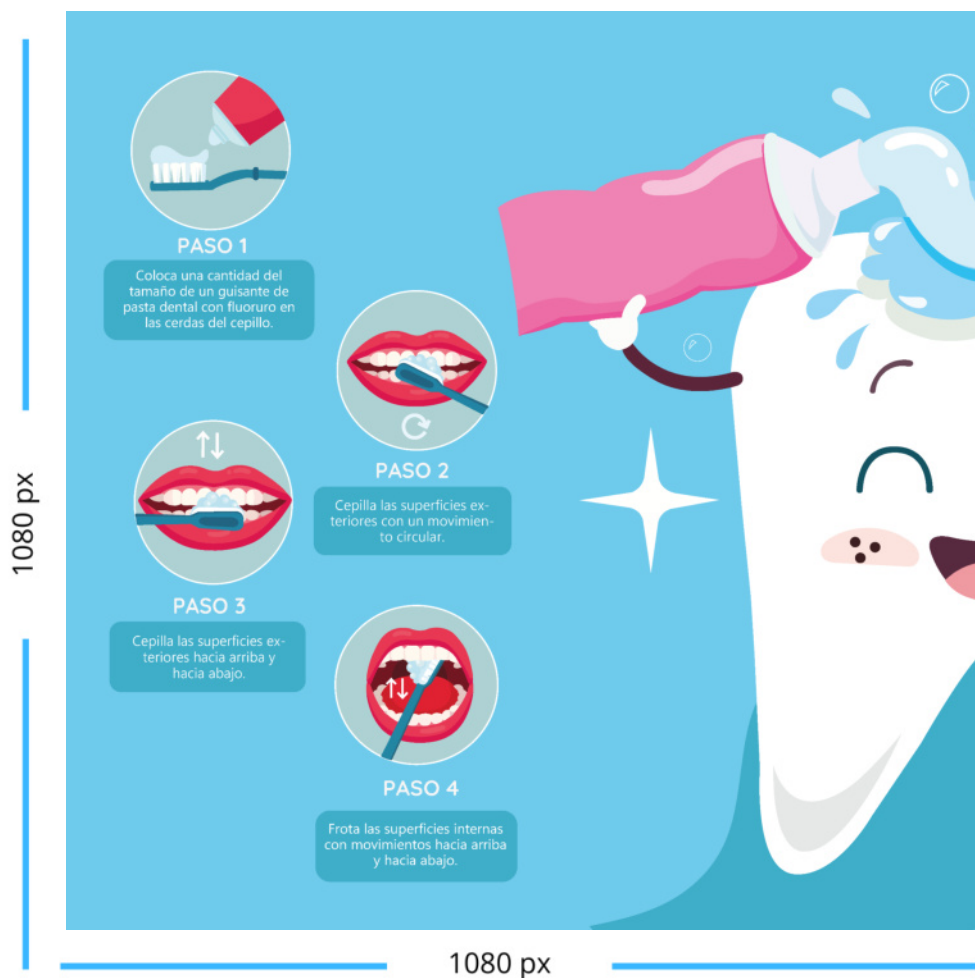 PASO 1
Coloca una cantidad del
tamaño de un guisante de
pasta dental con fluoruro en
las cerdas del cepillo.
PASO 2
Cepilla las superficies ex-
teriores con un movimien-
to circular.
PASO 3
Cepilla las superficies ex-
teriores hacia arriba y
hacia abajo.
PASO 4
Frota las superficies internas
con movimientos hacia arriba
y hacia abajo.
1080 px
1080 px